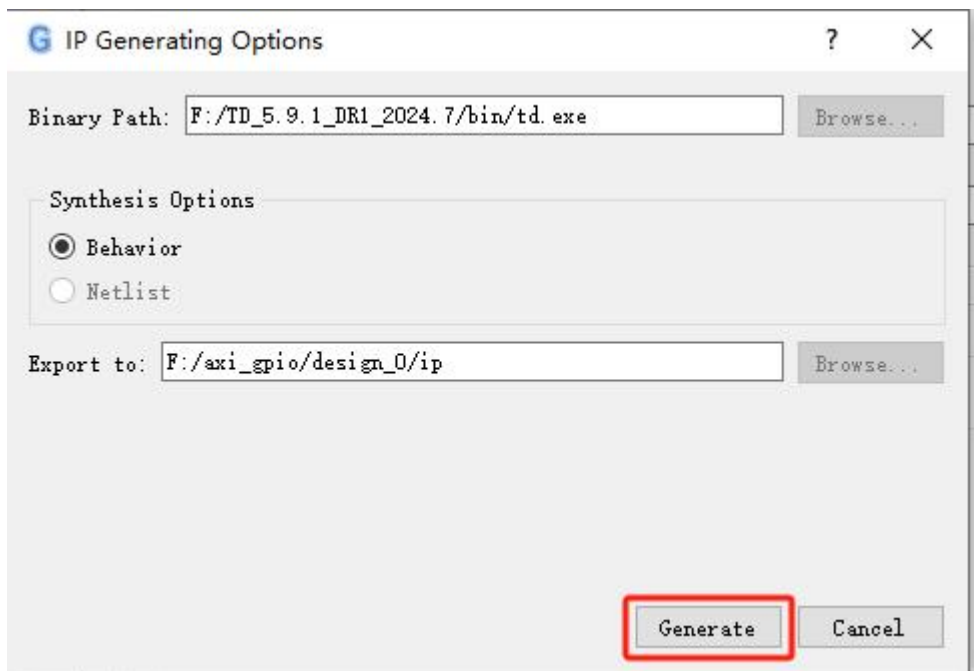 G IP Generating Options ? ×
Binary Path: F:/TD_5.9.1_DR1_2024.7/bin/td.exe Browse...
Synthesis Options
Behavior
Netlist
Export to: F:/axi_gpio/design_0/ip Browse...
Generate Cancel